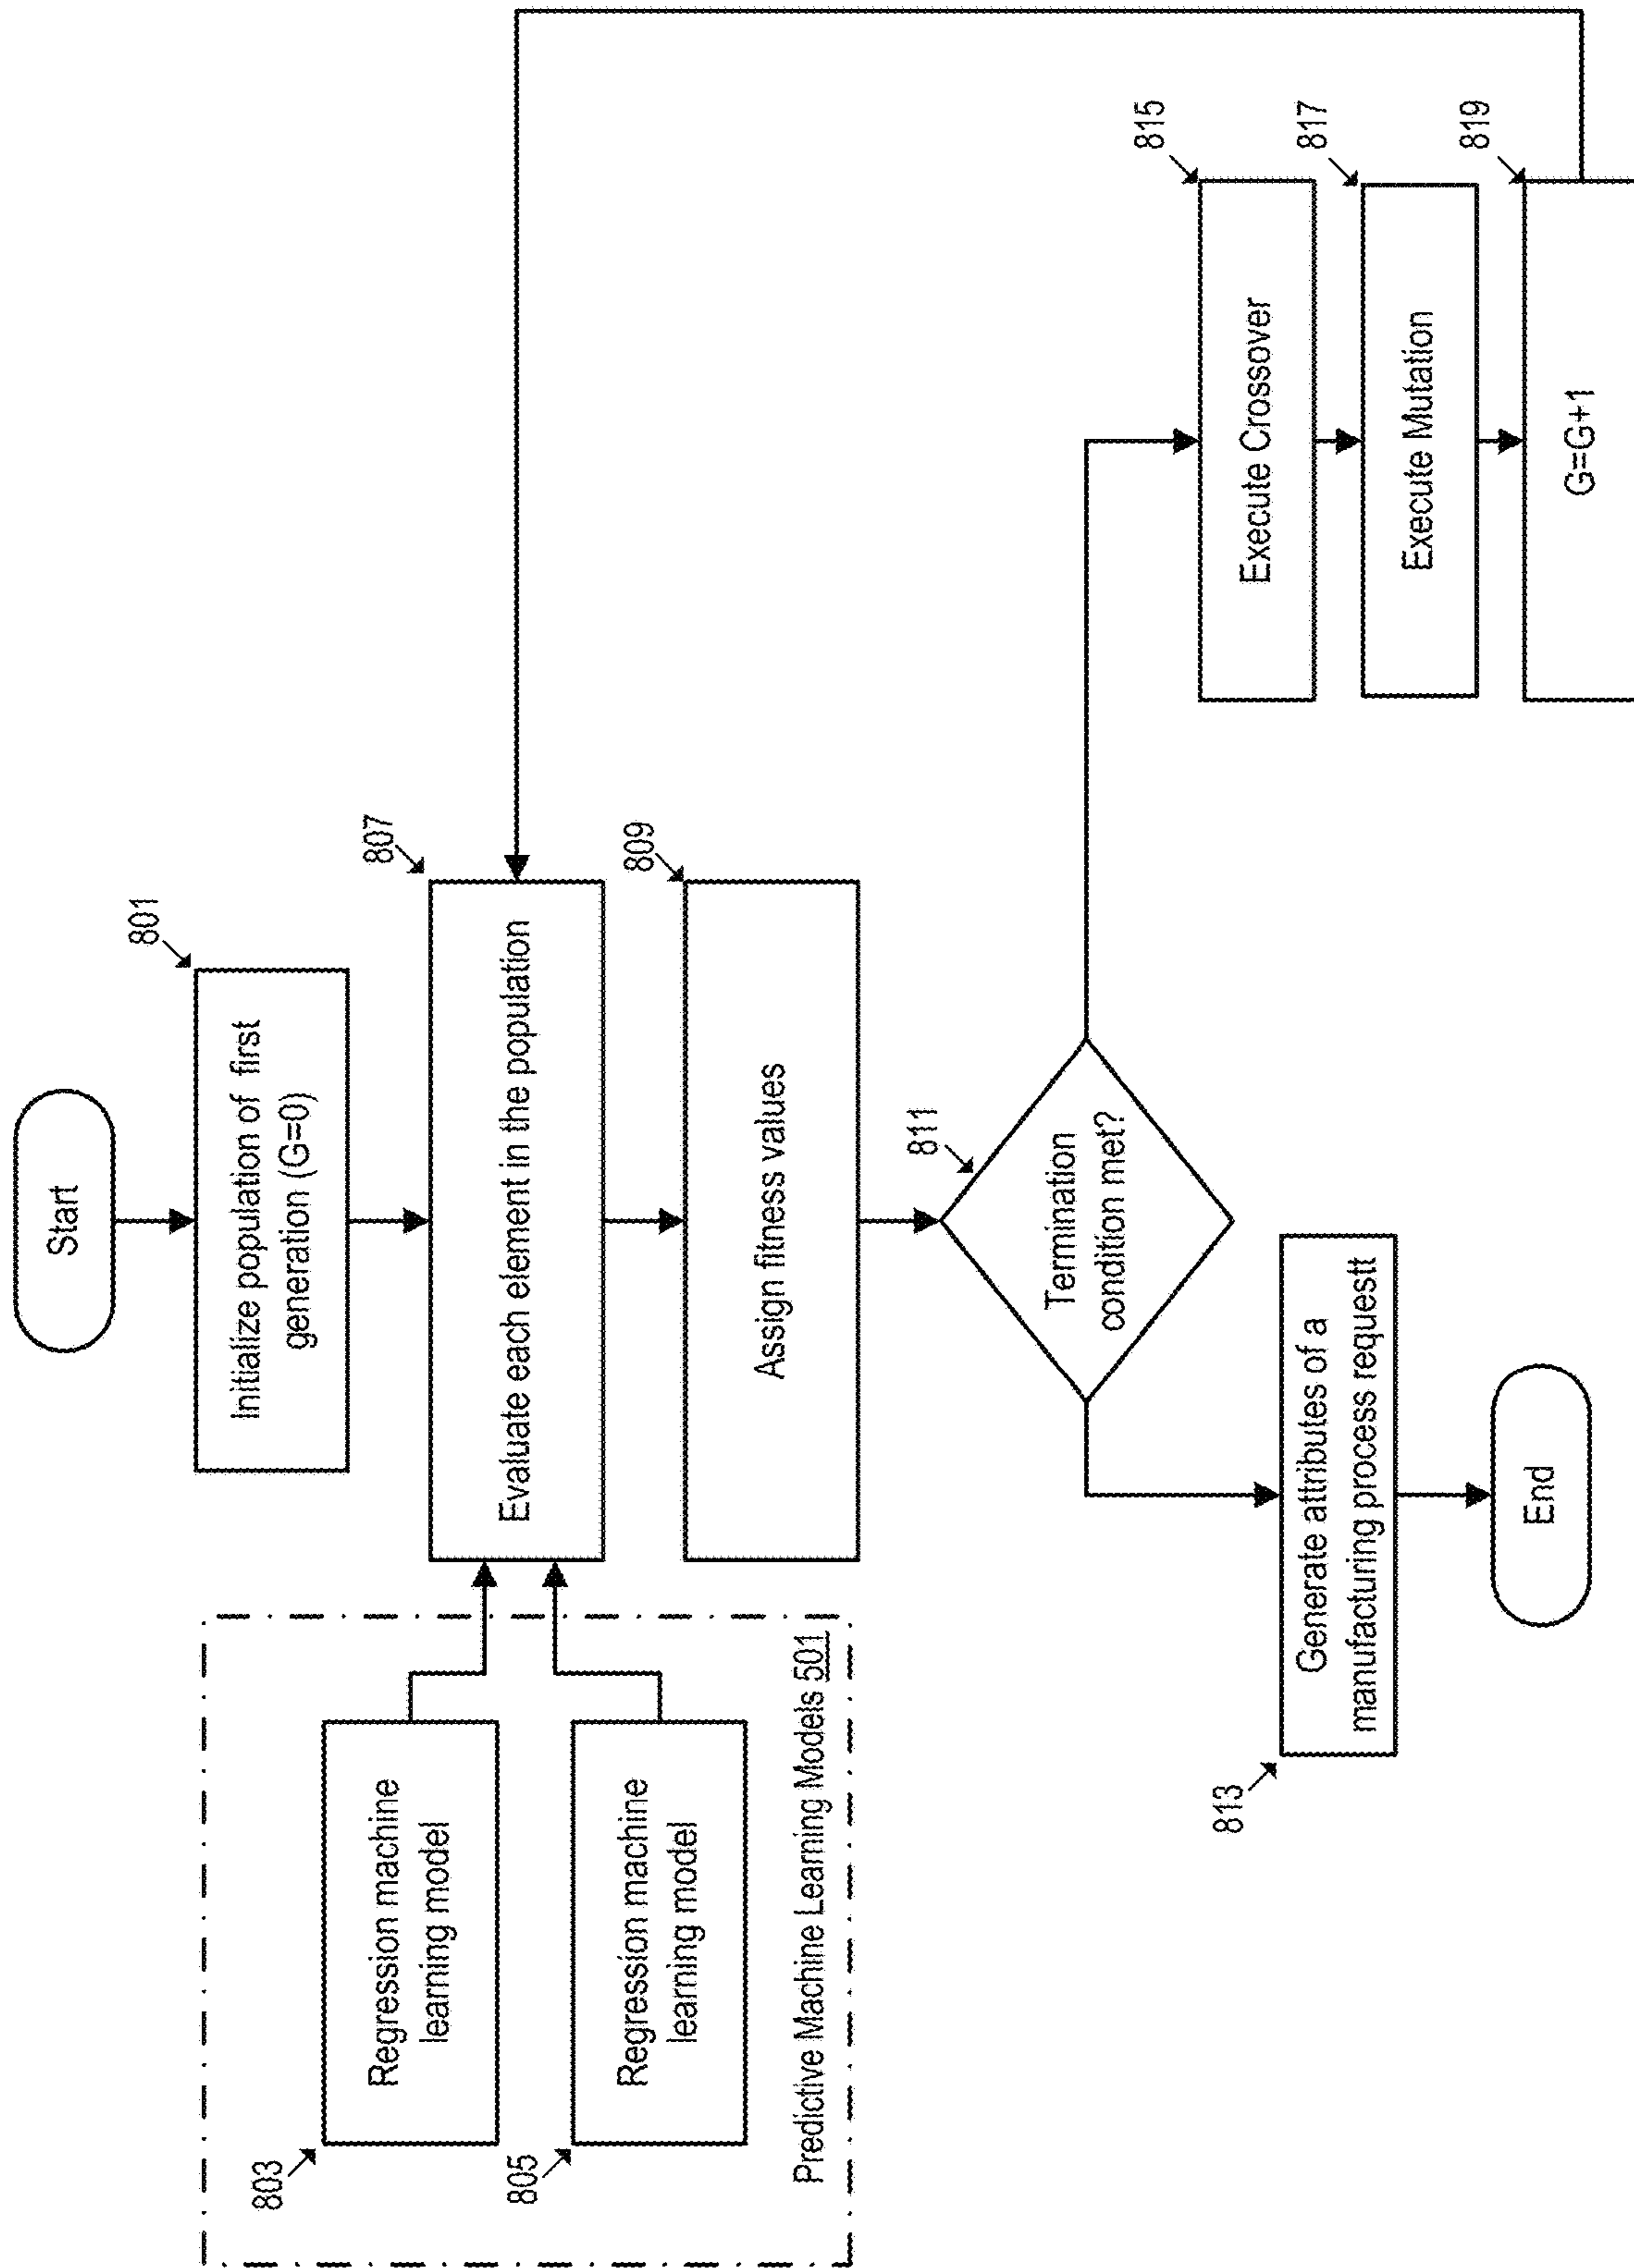 Start
801
Initialize population of first
generation (G=0)
803
Regression machine
learning model
805
Regression machine
learning model
Predictive Machine Learning Models 501
807
Evaluate each element in the population
809
Assign fitness values
811
Termination
condition met?
813
Generate attributes of a
manufacturing process requestt
End
815
Execute Crossover
817
Execute Mutation
819
G=G+1